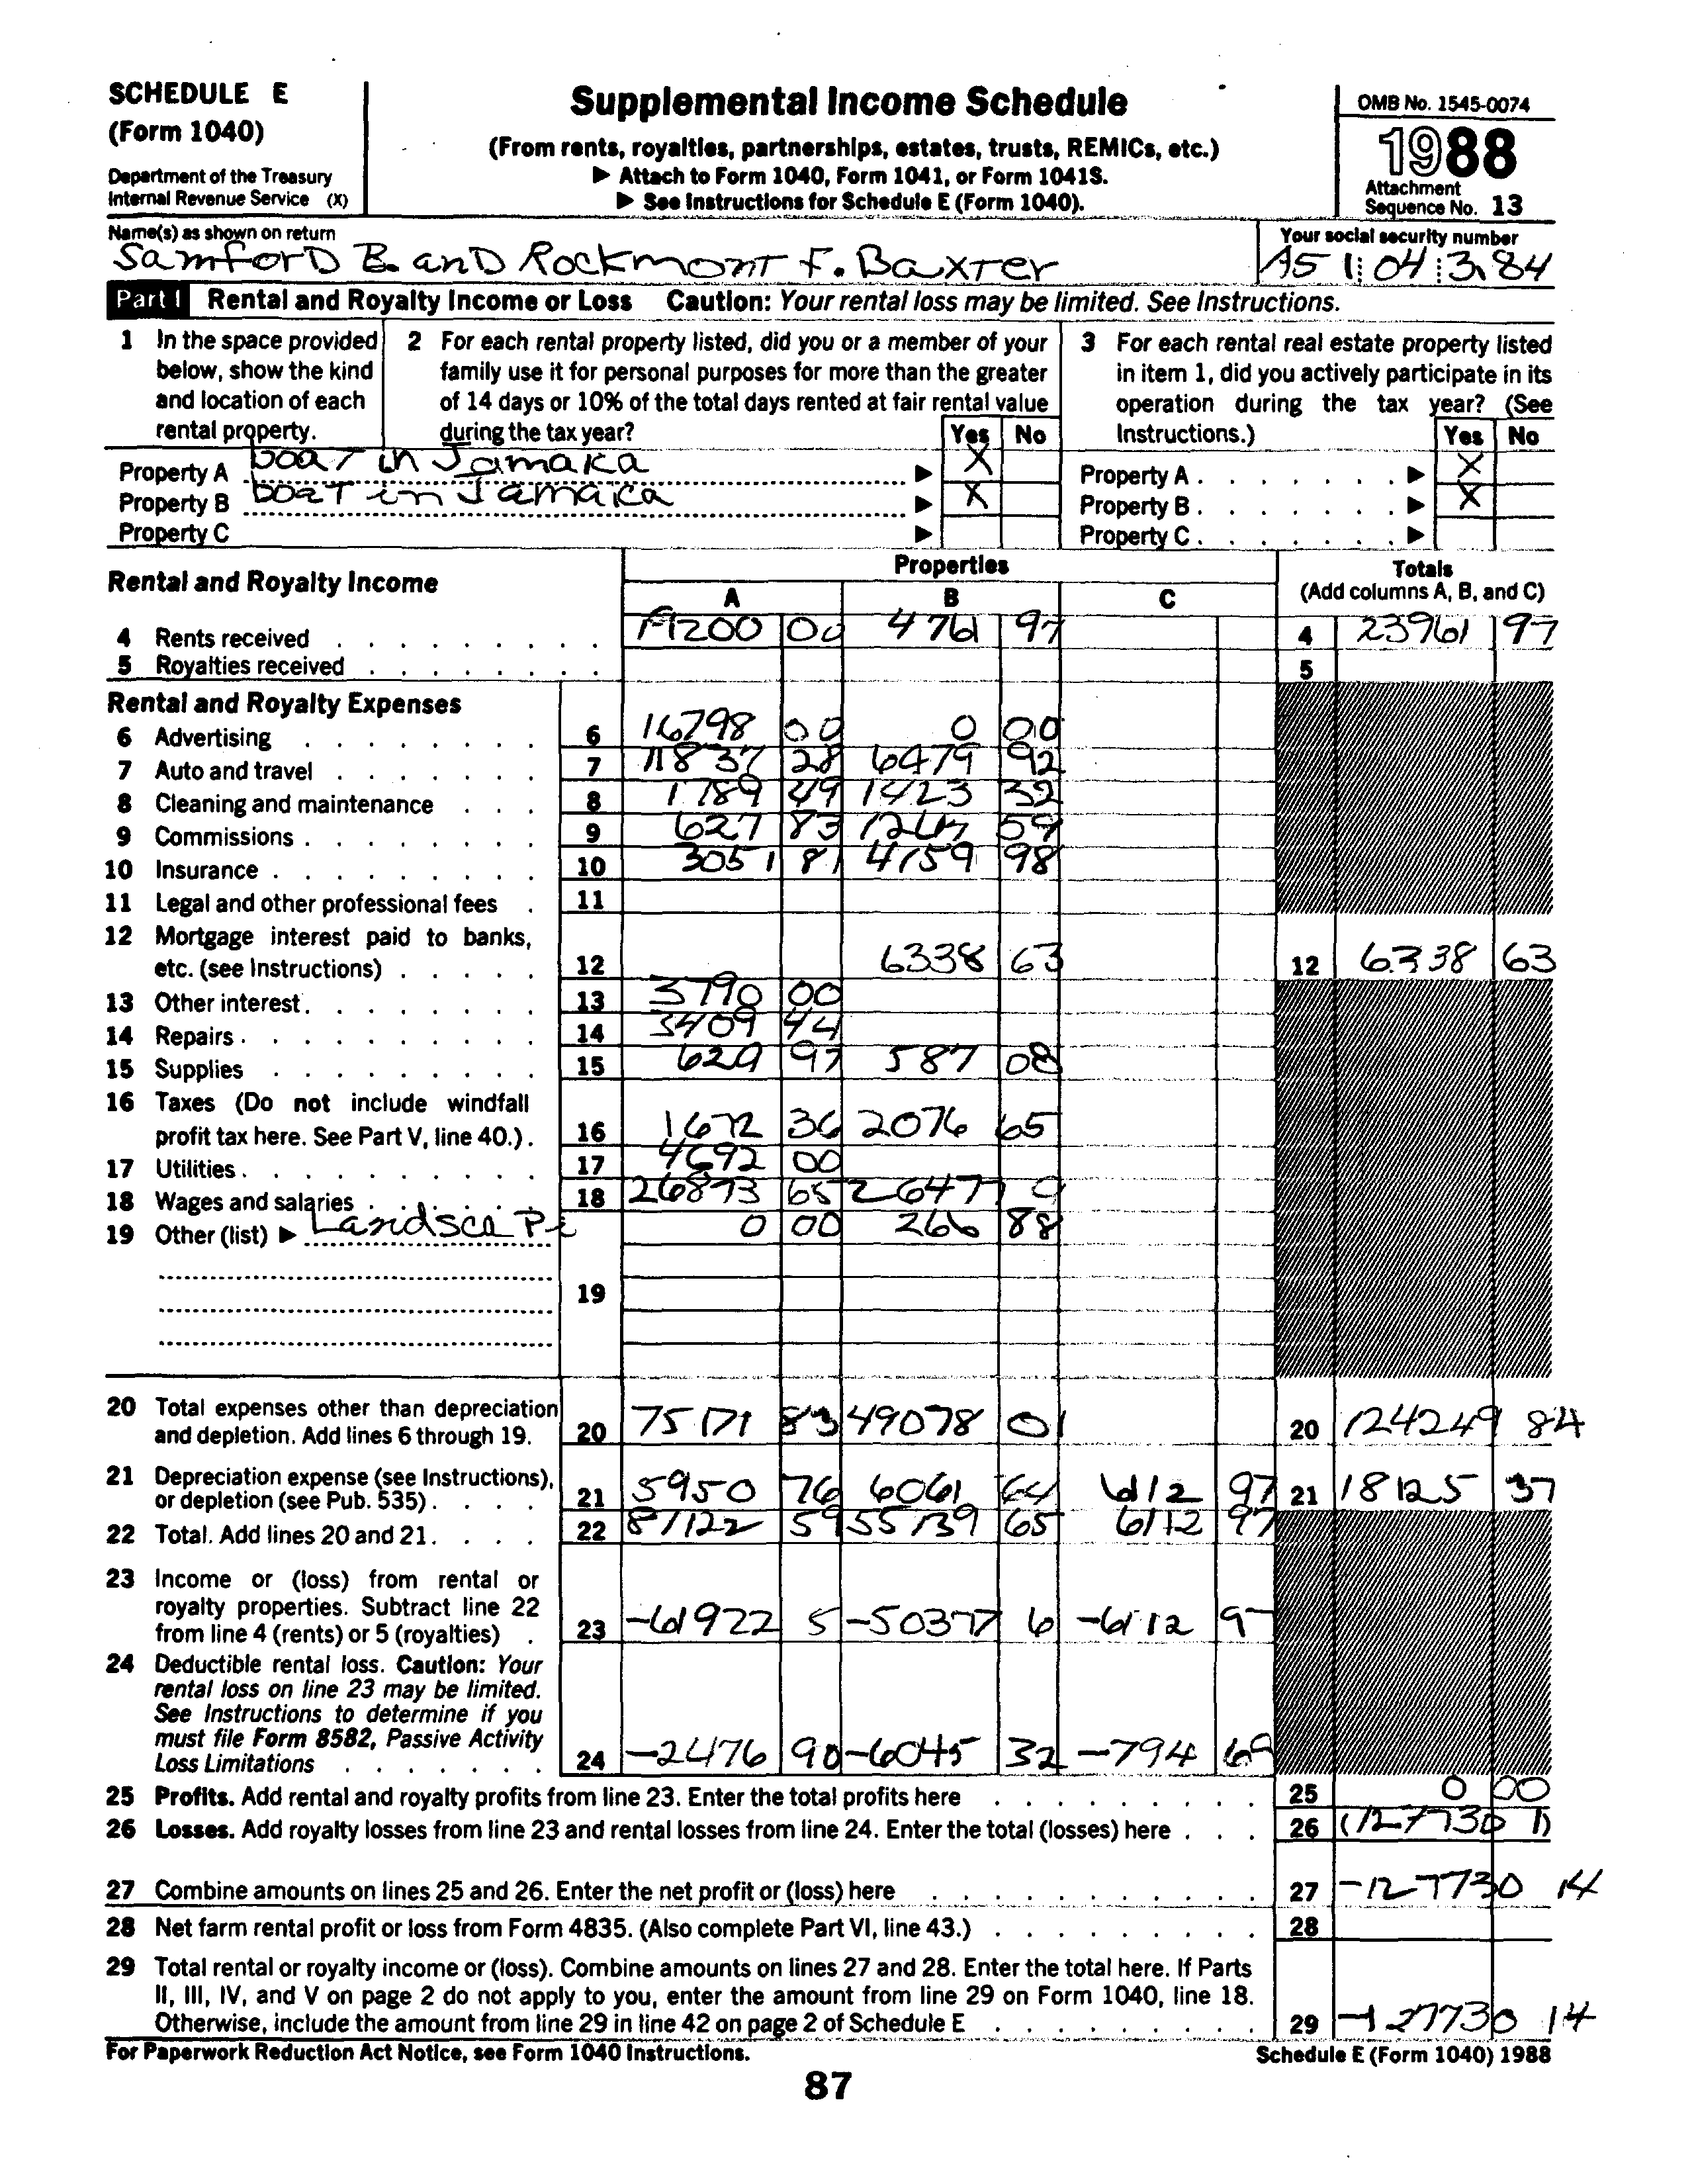 SCHEDULE E
(Form 1040)
Department of the Treasury
Internal Revenue Service (X)
Supplemental Income Schedule
(From rents, royalties, partnerships, estates, trusts, REMICs, etc.)
▶ Attach to Form 1040, Form 1041, or Form 1041S.
▶ See Instructions for Schedule E (Form 1040).
OMB No. 1545-0074
1988
Attachment
Sequence No. 13
Name(s) as shown on return
Samford B. and Rockmont F. Baxter
Your social security number
Part I Rental and Royalty Income or Loss Caution: Your rental loss may be limited. See Instructions.
1 In the space provided
below, show the kind
and location of each
rental property.
2 For each rental property listed, did you or a member of your
family use it for personal purposes for more than the greater
of 14 days or 10% of the total days rented at fair rental value
during the tax year? Yes No
3 For each rental real estate property listed
in item 1, did you actively participate in its
operation during the tax year? (See
Instructions.) Yes No
Property A boat in Jamaka ▶ X Property A . . . . . . . ▶ X
Property B boat in Jamaica ▶ X Property B . . . . . . . ▶ X
Property C ▶ Property C . . . . . . . ▶
Rental and Royalty Income
Properties
Totals
A B C (Add columns A, B, and C)
4 Rents received 200 00 4761 97 4 23961 97
5 Royalties received 5
Rental and Royalty Expenses
6 Advertising 6 16798 00 0 00
7 Auto and travel 7 11837 28 6479 92
8 Cleaning and maintenance 8 1789 49 1423 32
9 Commissions 9 627 83 59
10 Insurance 10 3051 81 4159 98
11 Legal and other professional fees 11
12 Mortgage interest paid to banks,
etc. (see Instructions) 12 6338 63 12 6338 63
13 Other interest 13 3790 00
14 Repairs 14 3409 44
15 Supplies 15 629 97 587 08
16 Taxes (Do not include windfall
profit tax here. See Part V, line 40.) 16 1672 36 2076 65
17 Utilities 17 4692 00
18 Wages and salaries 18 26873 65 26477
19 Other (list) ▶ Landscapi 0 00 266 88
19
20 Total expenses other than depreciation
and depletion. Add lines 6 through 19. 20 75171 83 49078 01 20 124249 84
21 Depreciation expense (see Instructions),
or depletion (see Pub. 535) 21 5950 76 6061 64 6112 97 21 18125 37
22 Total. Add lines 20 and 21. 22 81122 59 55139 65 6112 97
23 Income or (loss) from rental or
royalty properties. Subtract line 22
from line 4 (rents) or 5 (royalties) 23 -61922 5 -50377 6 -6112 9
24 Deductible rental loss. Caution: Your
rental loss on line 23 may be limited.
See Instructions to determine if you
must file Form 8582, Passive Activity
Loss Limitations 24 -2476 90 -6045 32 -794 69
25 Profits. Add rental and royalty profits from line 23. Enter the total profits here 25 0 00
26 Losses. Add royalty losses from line 23 and rental losses from line 24. Enter the total (losses) here 26 (127730 1)
27 Combine amounts on lines 25 and 26. Enter the net profit or (loss) here 27 -127730 14
28 Net farm rental profit or loss from Form 4835. (Also complete Part VI, line 43.) 28
29 Total rental or royalty income or (loss). Combine amounts on lines 27 and 28. Enter the total here. If Parts
II, III, IV, and V on page 2 do not apply to you, enter the amount from line 29 on Form 1040, line 18.
Otherwise, include the amount from line 29 in line 42 on page 2 of Schedule E 29 -127730 14
For Paperwork Reduction Act Notice, see Form 1040 Instructions. Schedule E (Form 1040) 1988
87